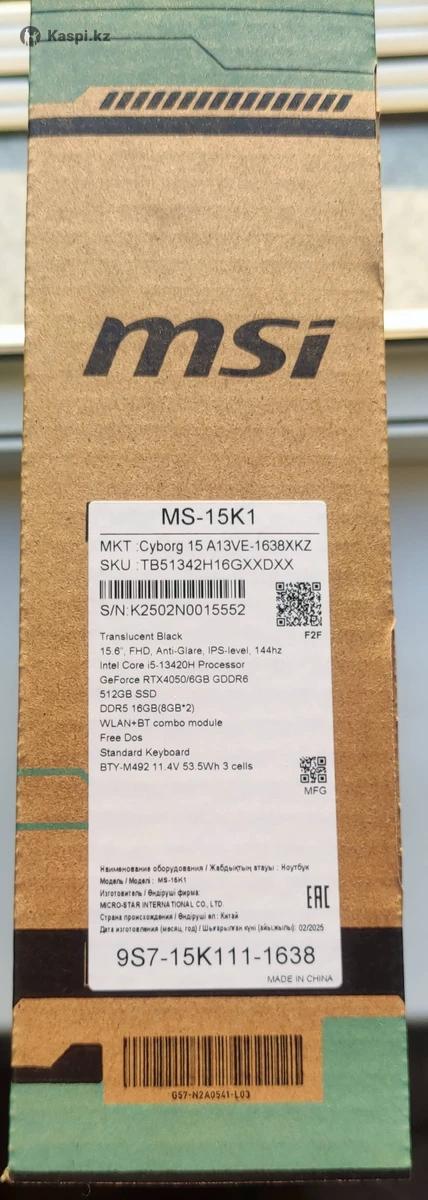 Kaspi.kz
msi
MS-15K1
MKT :Cyborg 15 A13VE-1638XKZ
SKU :TB51342H16GXXDXX
S/N:K2502N0015552
F2F
Translucent Black
15.6", FHD, Anti-Glare, IPS-level, 144hz
Intel Core i5-13420H Processor
GeForce RTX4050/6GB GDDR6
512GB SSD
DDR5 16GB(8GB*2)
WLAN+BT combo module
Free Dos
Standard Keyboard
BTY-M492 11.4V 53.5Wh 3 cells
MFG
Наименование оборудования / Жабдықтың атауы : Ноутбук
Модель / Моделі : MS-15K1
Изготовитель / Өндіруші фирма:
MICRO-STAR INTERNATIONAL CO., LTD.
Страна происхождения / Өндіруші ел: Китай
Дата изготовления (месяц, год) / Шығарылған күні (айы,жылы): 02/2025
EAC
9S7-15K111-1638
MADE IN CHINA
G57-N2A0541-L03